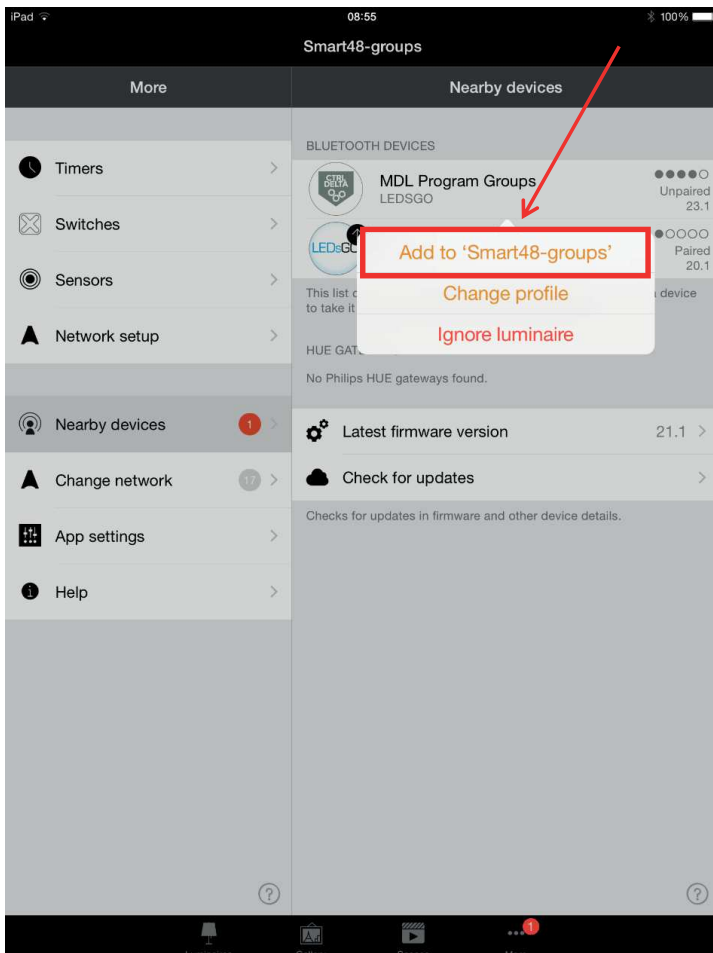 iPad
08:55
100%
Smart48-groups
More
Nearby devices
Timers
Switches
Sensors
Network setup
Nearby devices
1
Change network
17
App settings
Help
BLUETOOTH DEVICES
CTRL
DELTA
MDL Program Groups
LEDSGO
Unpaired
23.1
LEDsGO
Paired
20.1
Add to ‘Smart48-groups’
Change profile
Ignore luminaire
This list
device
to take it
HUE GAT
No Philips HUE gateways found.
Latest firmware version
21.1
Check for updates
Checks for updates in firmware and other device details.
?
?
1